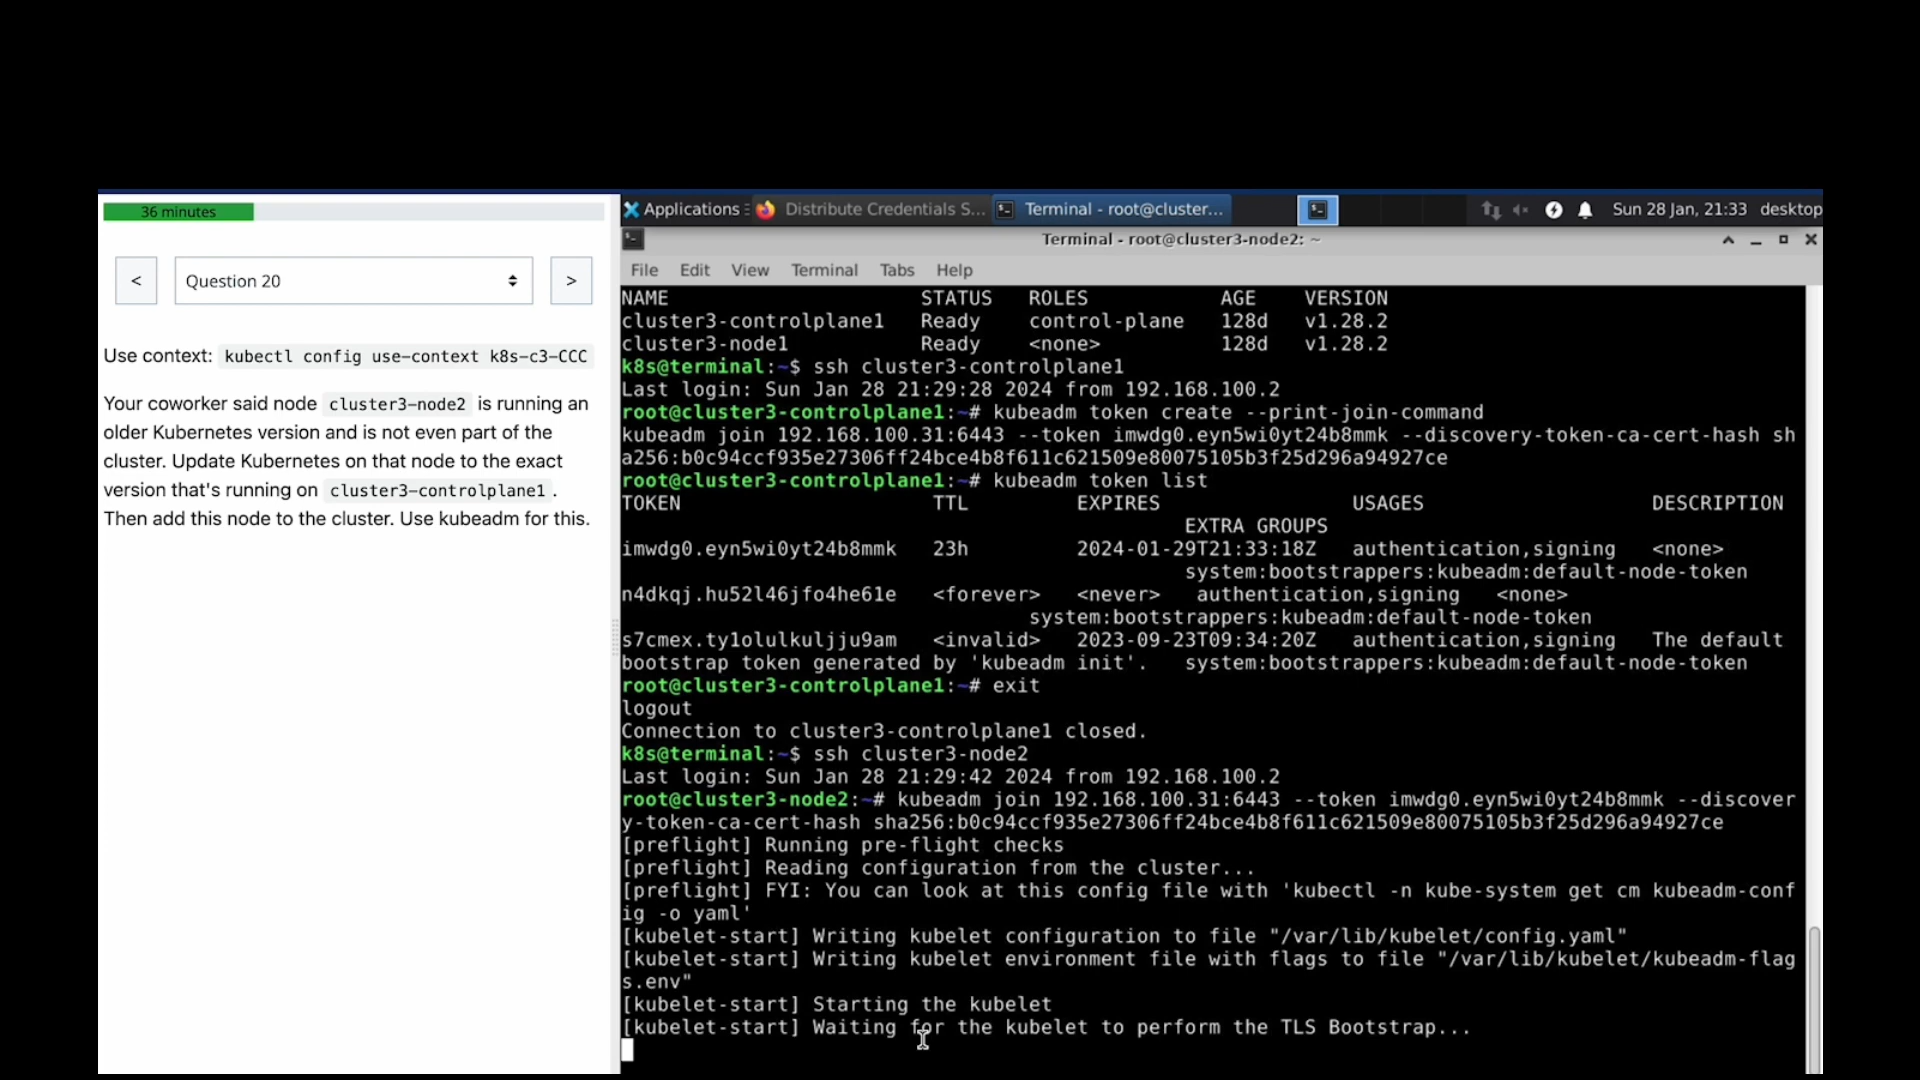 36 minutes
<
Question 20
>
Use context: kubectl config use-context k8s-c3-CCC
Your coworker said node cluster3-node2 is running an
older Kubernetes version and is not even part of the
cluster. Update Kubernetes on that node to the exact
version that's running on cluster3-controlplane1 .
Then add this node to the cluster. Use kubeadm for this.
Applications
Distribute Credentials S...
Terminal - root@cluster...
Sun 28 Jan, 21:33 desktop
Terminal - root@cluster3-node2: ~
File Edit View Terminal Tabs Help
NAME STATUS ROLES AGE VERSION
cluster3-controlplane1 Ready control-plane 128d v1.28.2
cluster3-node1 Ready <none> 128d v1.28.2
k8s@terminal:~$ ssh cluster3-controlplane1
Last login: Sun Jan 28 21:29:28 2024 from 192.168.100.2
root@cluster3-controlplane1:~# kubeadm token create --print-join-command
kubeadm join 192.168.100.31:6443 --token imwdg0.eyn5wi0yt24b8mmk --discovery-token-ca-cert-hash sh
a256:b0c94ccf935e27306ff24bce4b8f611c621509e80075105b3f25d296a94927ce
root@cluster3-controlplane1:~# kubeadm token list
TOKEN TTL EXPIRES USAGES DESCRIPTION
EXTRA GROUPS
imwdg0.eyn5wi0yt24b8mmk 23h 2024-01-29T21:33:18Z authentication,signing <none>
system:bootstrappers:kubeadm:default-node-token
n4dkqj.hu52l46jfo4he61e <forever> <never> authentication,signing <none>
system:bootstrappers:kubeadm:default-node-token
s7cmex.ty1olulkuljju9am <invalid> 2023-09-23T09:34:20Z authentication,signing The default
bootstrap token generated by 'kubeadm init'. system:bootstrappers:kubeadm:default-node-token
root@cluster3-controlplane1:~# exit
logout
Connection to cluster3-controlplane1 closed.
k8s@terminal:~$ ssh cluster3-node2
Last login: Sun Jan 28 21:29:42 2024 from 192.168.100.2
root@cluster3-node2:~# kubeadm join 192.168.100.31:6443 --token imwdg0.eyn5wi0yt24b8mmk --discover
y-token-ca-cert-hash sha256:b0c94ccf935e27306ff24bce4b8f611c621509e80075105b3f25d296a94927ce
[preflight] Running pre-flight checks
[preflight] Reading configuration from the cluster...
[preflight] FYI: You can look at this config file with 'kubectl -n kube-system get cm kubeadm-conf
ig -o yaml'
[kubelet-start] Writing kubelet configuration to file "/var/lib/kubelet/config.yaml"
[kubelet-start] Writing kubelet environment file with flags to file "/var/lib/kubelet/kubeadm-flag
s.env"
[kubelet-start] Starting the kubelet
[kubelet-start] Waiting for the kubelet to perform the TLS Bootstrap...